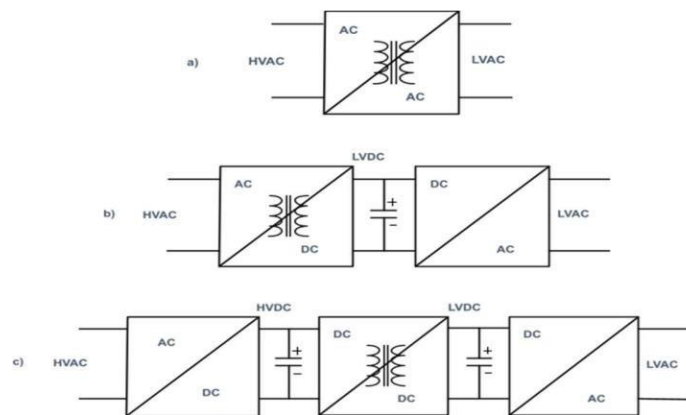 AC
a) HVAC LVAC
AC
LVDC
AC DC
+
b) HVAC LVAC
−
DC AC
HVDC LVDC
DC DC
AC + +
c) HVAC LVAC
− −
DC DC AC